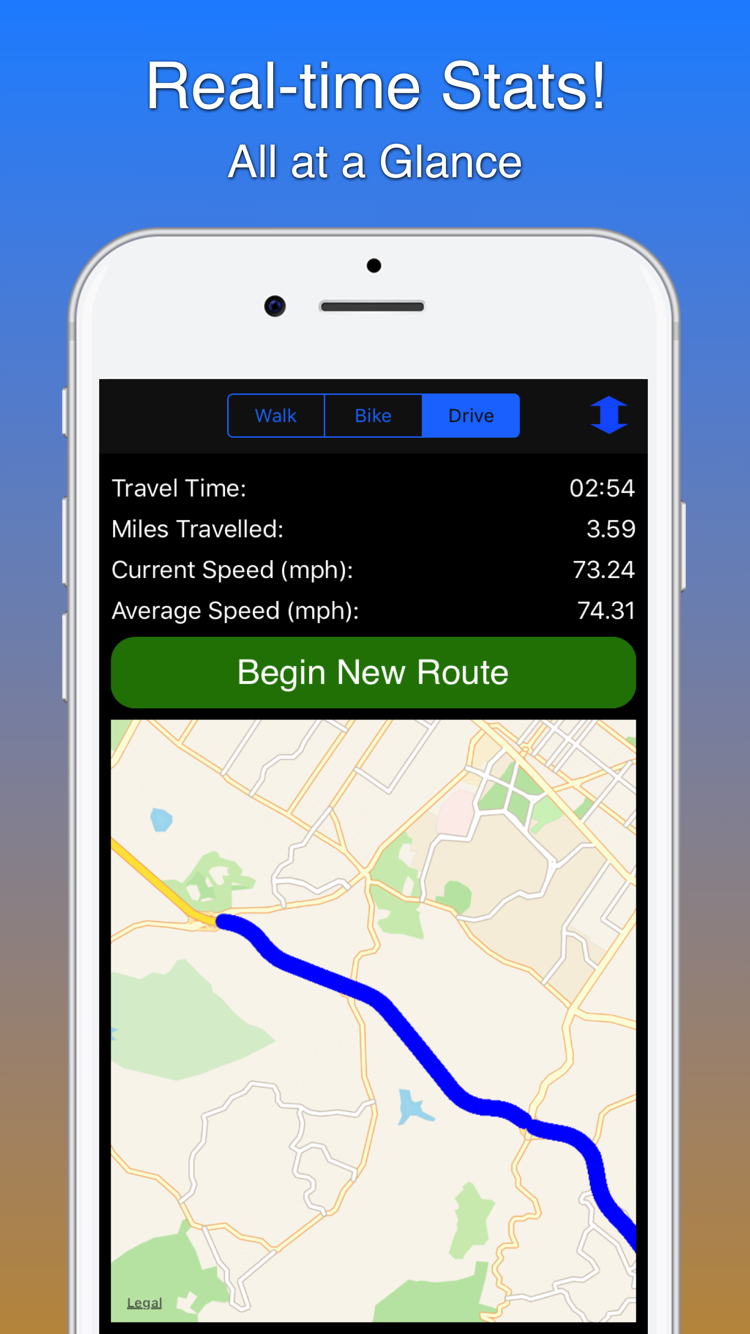 Real-time Stats!
All at a Glance
Walk Bike Drive
Travel Time: 02:54
Miles Travelled: 3.59
Current Speed (mph): 73.24
Average Speed (mph): 74.31
Begin New Route
Legal